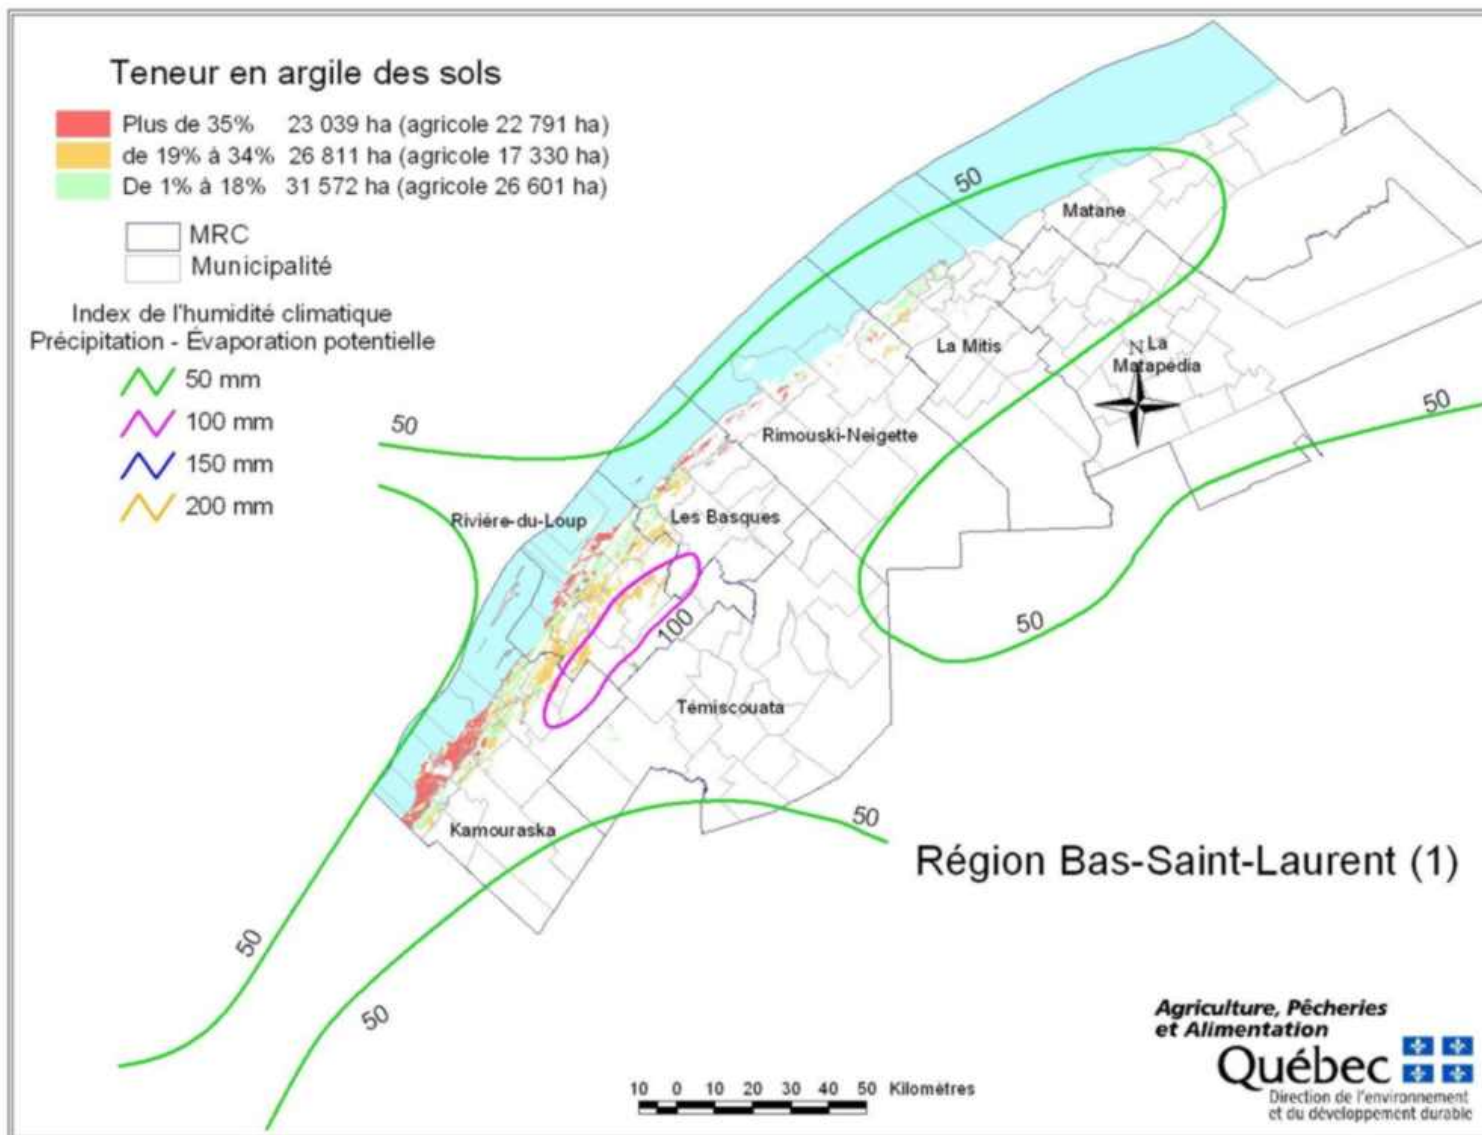 Teneur en argile des sols
Plus de 35% 23 039 ha (agricole 22 791 ha)
de 19% à 34% 26 811 ha (agricole 17 330 ha)
De 1% à 18% 31 572 ha (agricole 26 601 ha)
MRC
Municipalité
Index de l'humidité climatique
Précipitation - Évaporation potentielle
50 mm
100 mm
150 mm
200 mm
50
Matane
La Mitis
N
La
Matapédia
50
50
Rimouski-Neigette
Rivière-du-Loup
Les Basques
100
50
Témiscouata
50
Kamouraska
Région Bas-Saint-Laurent (1)
50
50
10 0 10 20 30 40 50 Kilomètres
Agriculture, Pêcheries
et Alimentation
Québec
Direction de l'environnement
et du développement durable